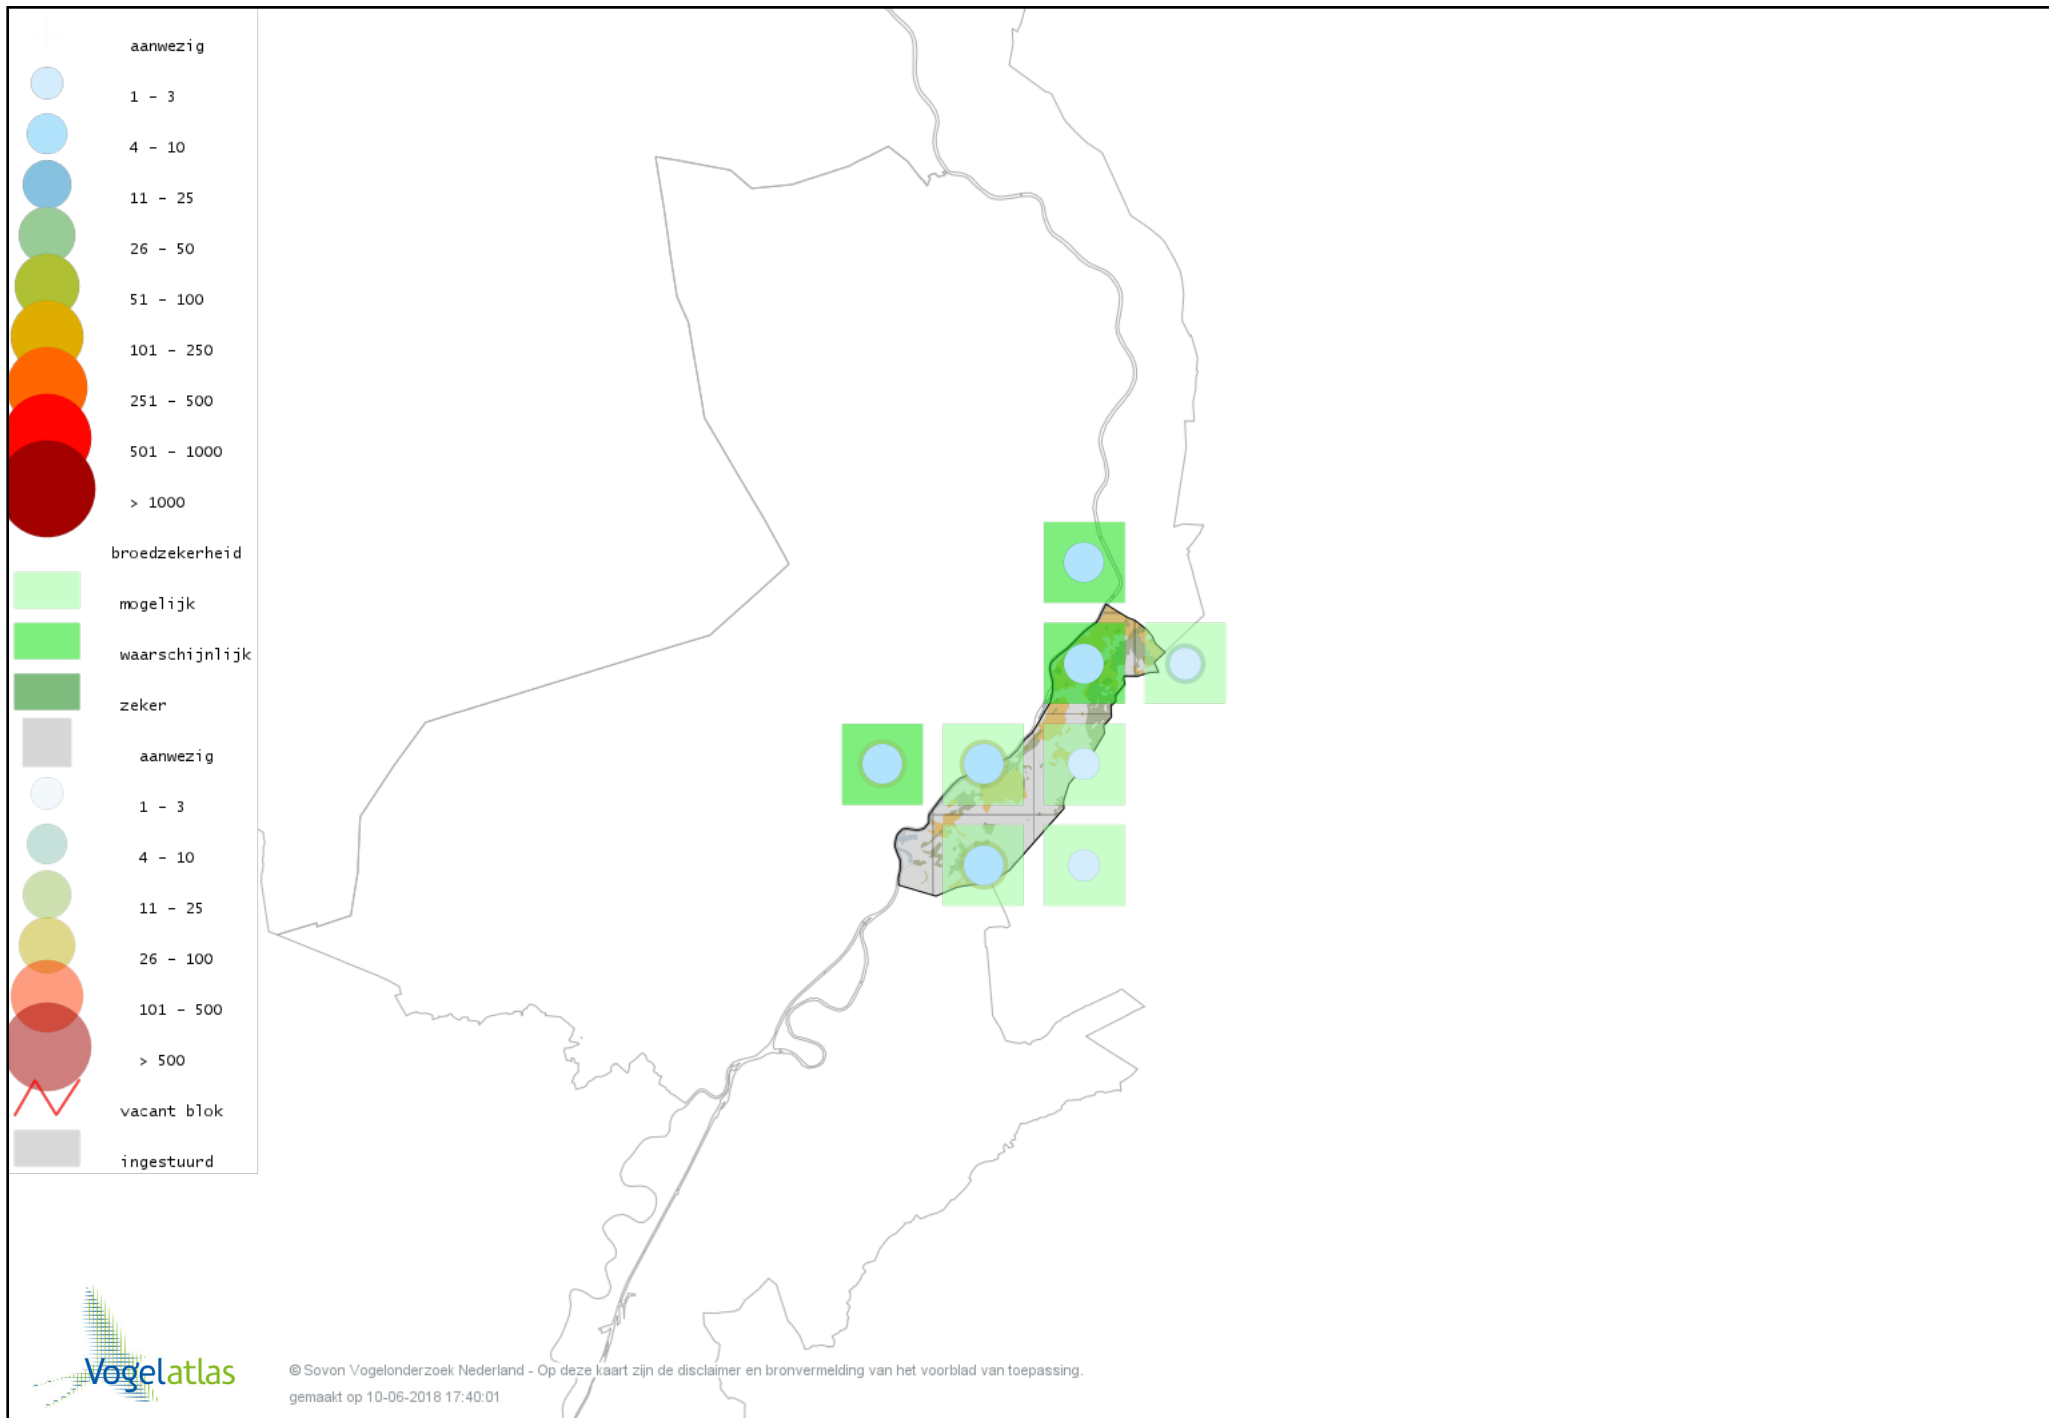 aanwezig
1 - 3
4 - 10
11 - 25
26 - 50
51 - 100
101 - 250
251 - 500
501 - 1000
> 1000
broedzekerheid
mogelijk
waarschijnlijk
zeker
aanwezig
1 - 3
4 - 10
11 - 25
26 - 100
101 - 500
> 500
vacant blok
ingestuurd
Vogelatlas
© Sovon Vogelonderzoek Nederland - Op deze kaart zijn de disclaimer en bronvermelding van het voorblad van toepassing.
gemaakt op 10-06-2018 17:40:01